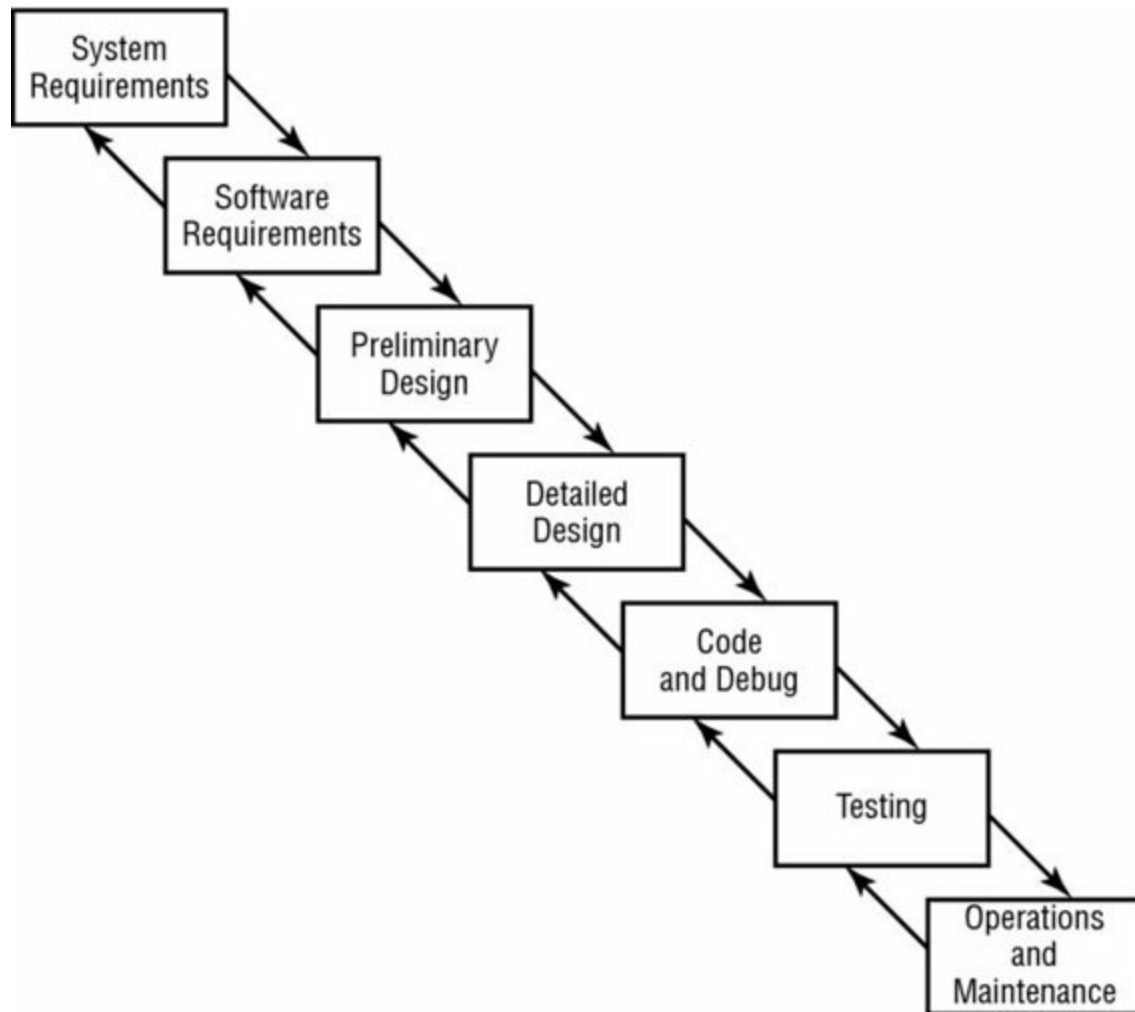 System
Requirements
Software
Requirements
Preliminary
Design
Detailed
Design
Code
and Debug
Testing
Operations
and
Maintenance